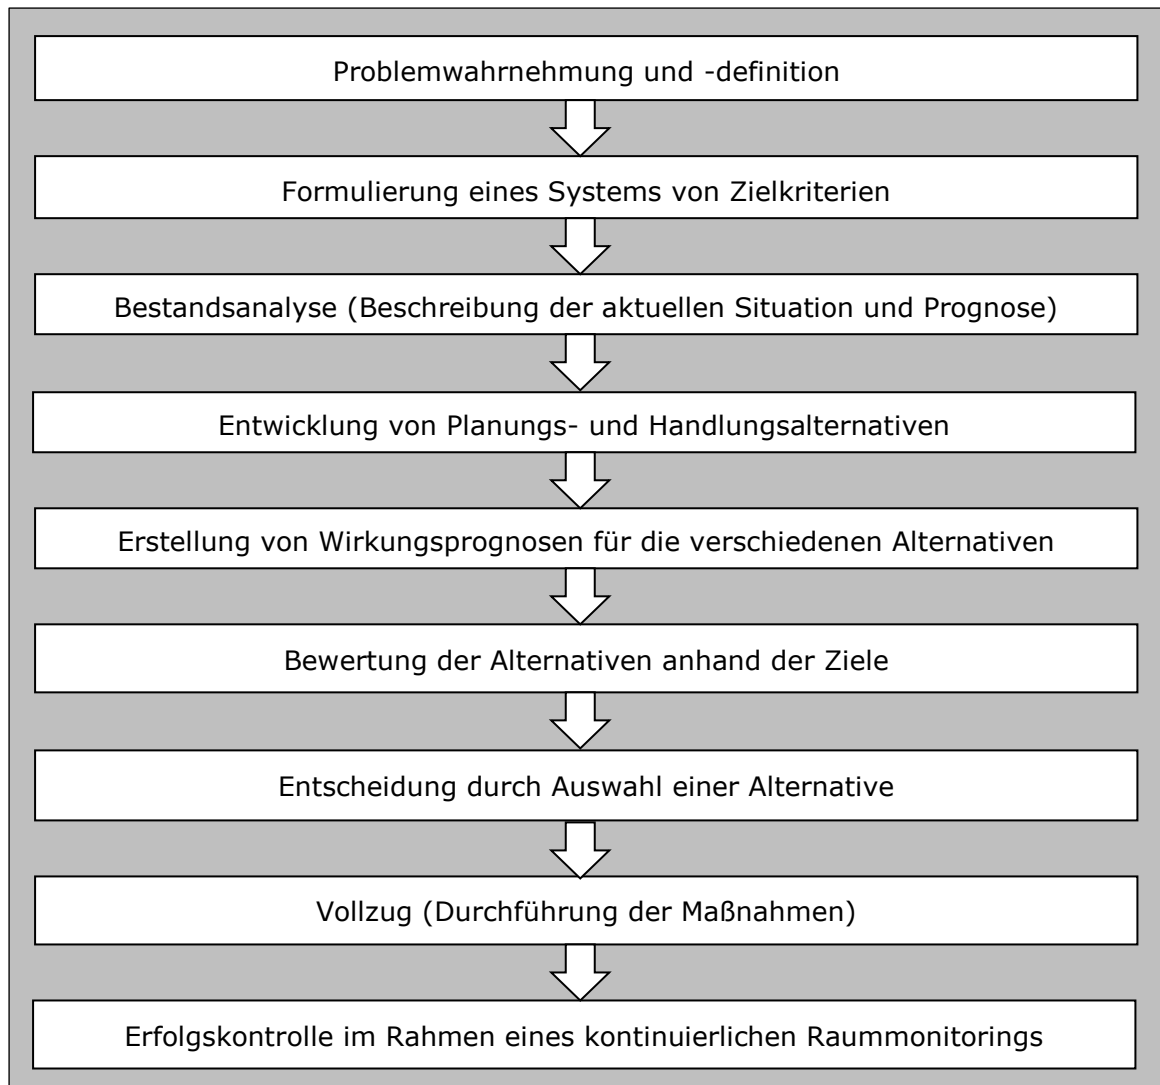 Problemwahrnehmung und -definition
Formulierung eines Systems von Zielkriterien
Bestandsanalyse (Beschreibung der aktuellen Situation und Prognose)
Entwicklung von Planungs- und Handlungsalternativen
Erstellung von Wirkungsprognosen für die verschiedenen Alternativen
Bewertung der Alternativen anhand der Ziele
Entscheidung durch Auswahl einer Alternative
Vollzug (Durchführung der Maßnahmen)
Erfolgskontrolle im Rahmen eines kontinuierlichen Raummonitorings